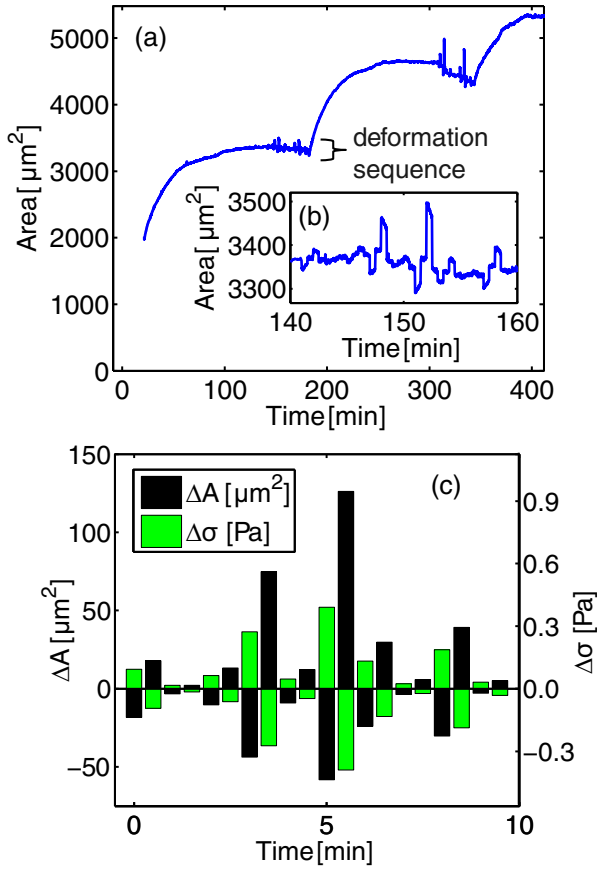 (a)
5000
4000
3000
2000
1000
0
Area[µm²]
deformation
sequence
(b)
3500
3400
3300
Area[µm²]
140 150 160
Time[min]
0 100 200 300 400
Time[min]
(c)
ΔA [µm²]
Δσ [Pa]
150
100
50
0
−50
ΔA [µm²]
0.9
0.6
0.3
0.0
−0.3
Δσ [Pa]
0 5 10
Time[min]